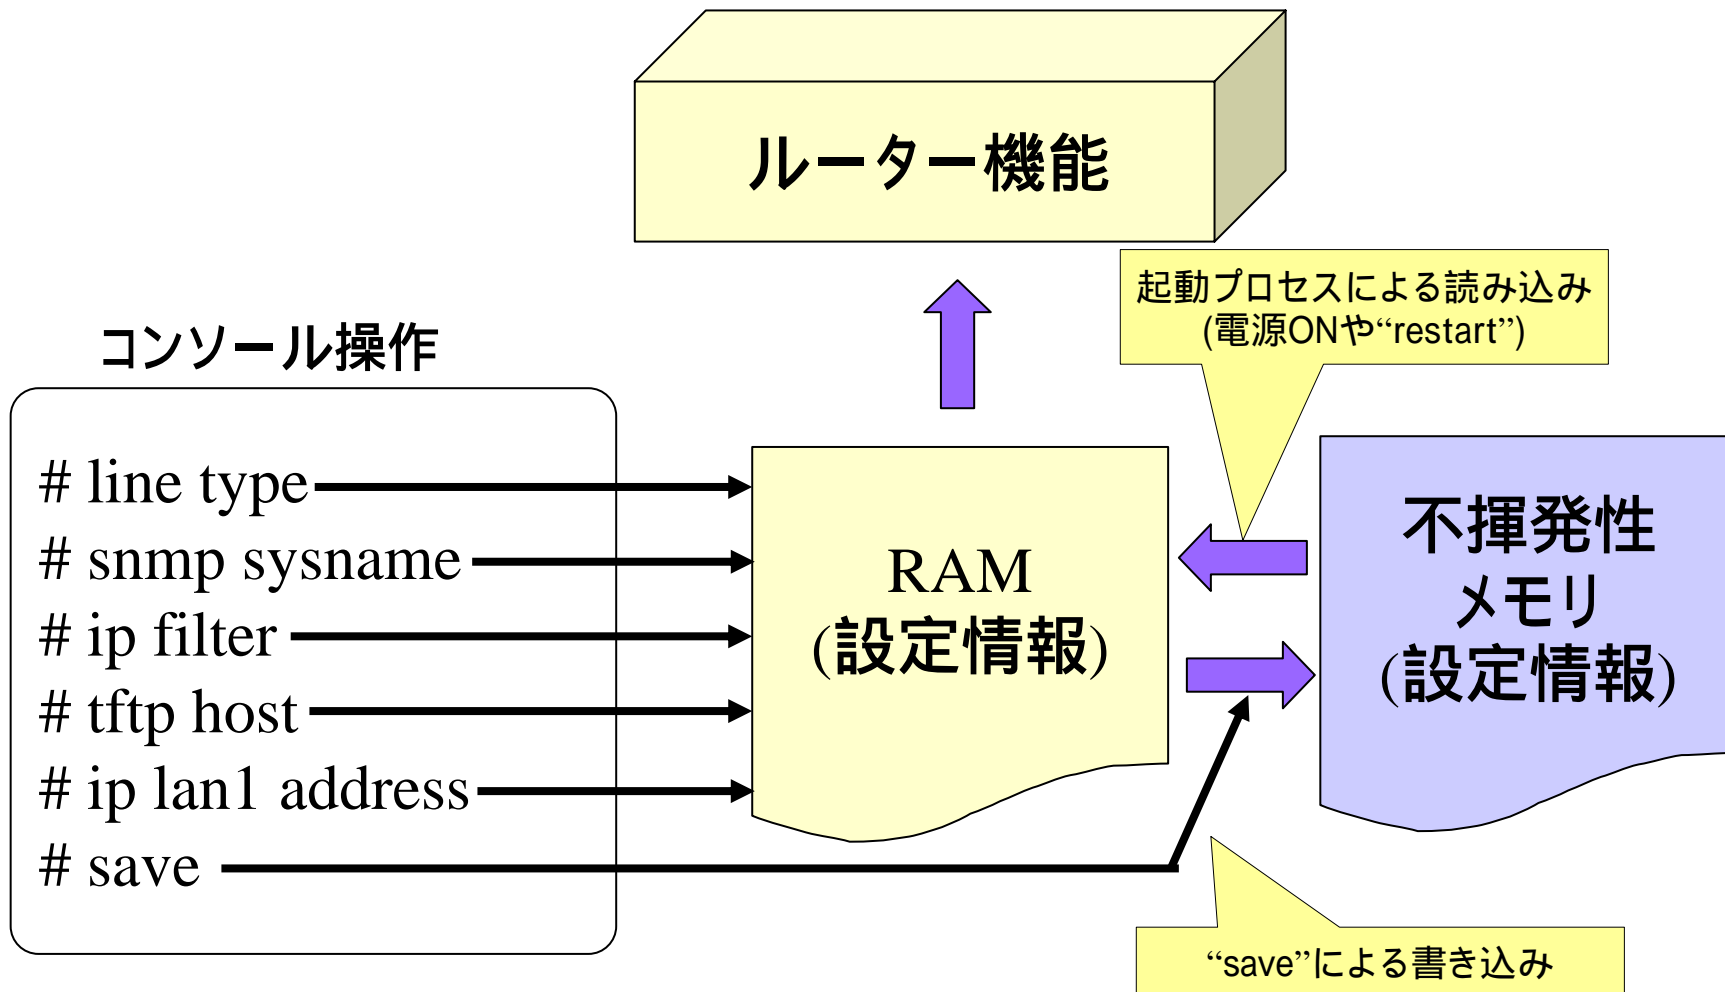 ルーター機能
起動プロセスによる読み込み
(電源ONや“restart”)
コンソール操作
# line type
# snmp sysname
# ip filter
# tftp host
# ip lan1 address
# save
RAM
(設定情報)
不揮発性
メモリ
(設定情報)
“save”による書き込み